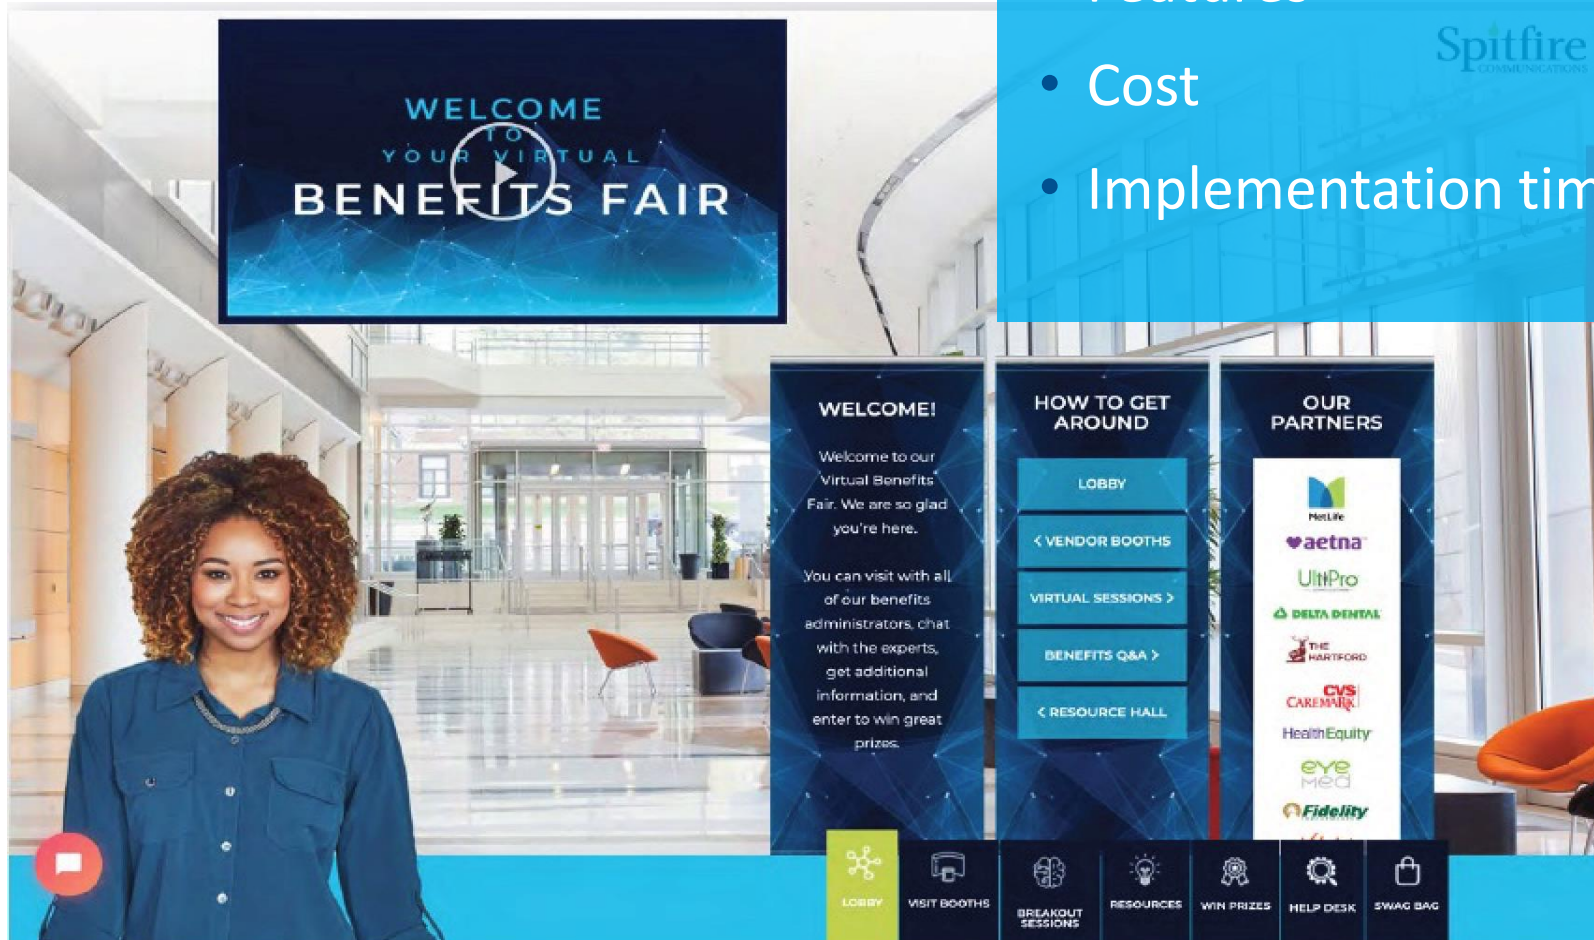 Features
Spitfire
COMMUNICATIONS
• Cost
• Implementation tim
WELCOME
TO
YOUR VIRTUAL
BENEFITS FAIR
WELCOME!
Welcome to our
Virtual Benefits
Fair. We are so glad
you're here.
You can visit with all
of our benefits
administrators, chat
with the experts,
get additional
information, and
enter to win great
prizes.
HOW TO GET
AROUND
LOBBY
< VENDOR BOOTHS
VIRTUAL SESSIONS >
BENEFITS Q&A >
< RESOURCE HALL
OUR
PARTNERS
MetLife
aetna
UltiPro
DELTA DENTAL
THE
HARTFORD
CVS
CAREMARK
HealthEquity
eye
med
Fidelity
LOBBY
VISIT BOOTHS
BREAKOUT
SESSIONS
RESOURCES
WIN PRIZES
HELP DESK
SWAG BAG